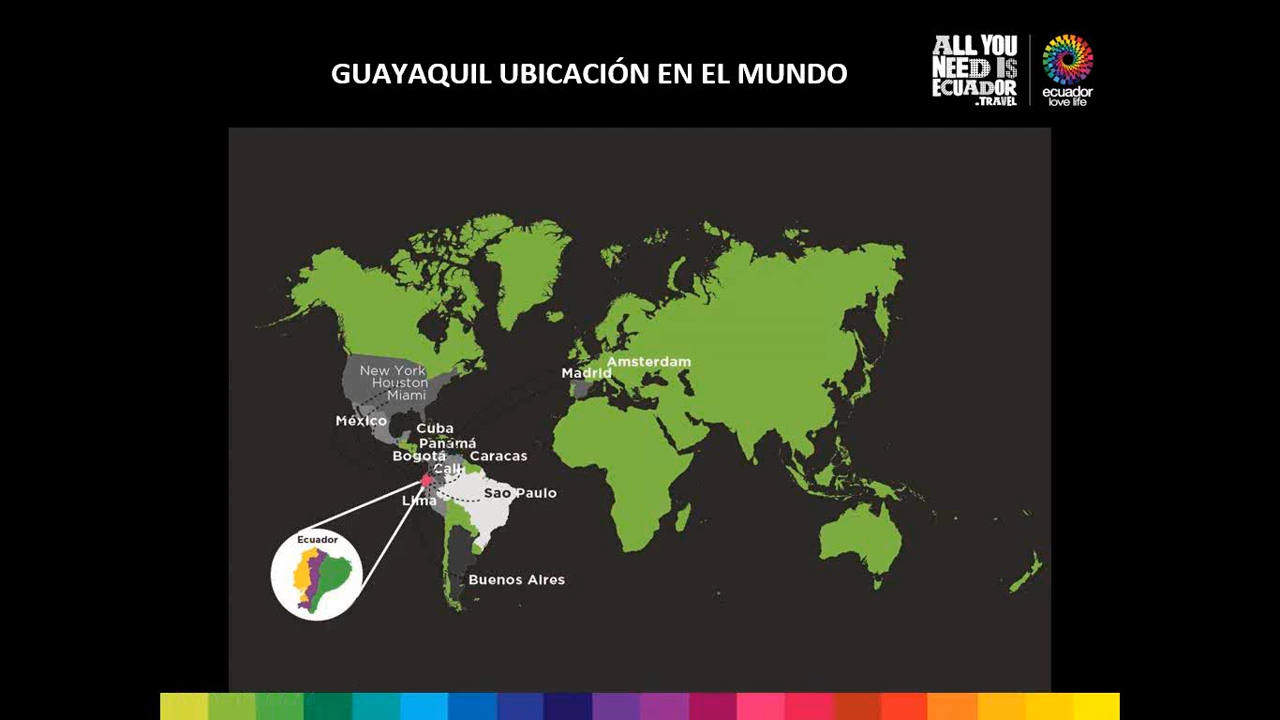 GUAYAQUIL UBICACIÓN EN EL MUNDO
ALL YOU
NEED IS
ECUADOR
.TRAVEL
ecuador
love life
Amsterdam
Madrid
New York
Houston
Miami
México
Cuba
Panamá
Bogotá
Caracas
Cali
Lima
Sao Paulo
Ecuador
Buenos Aires